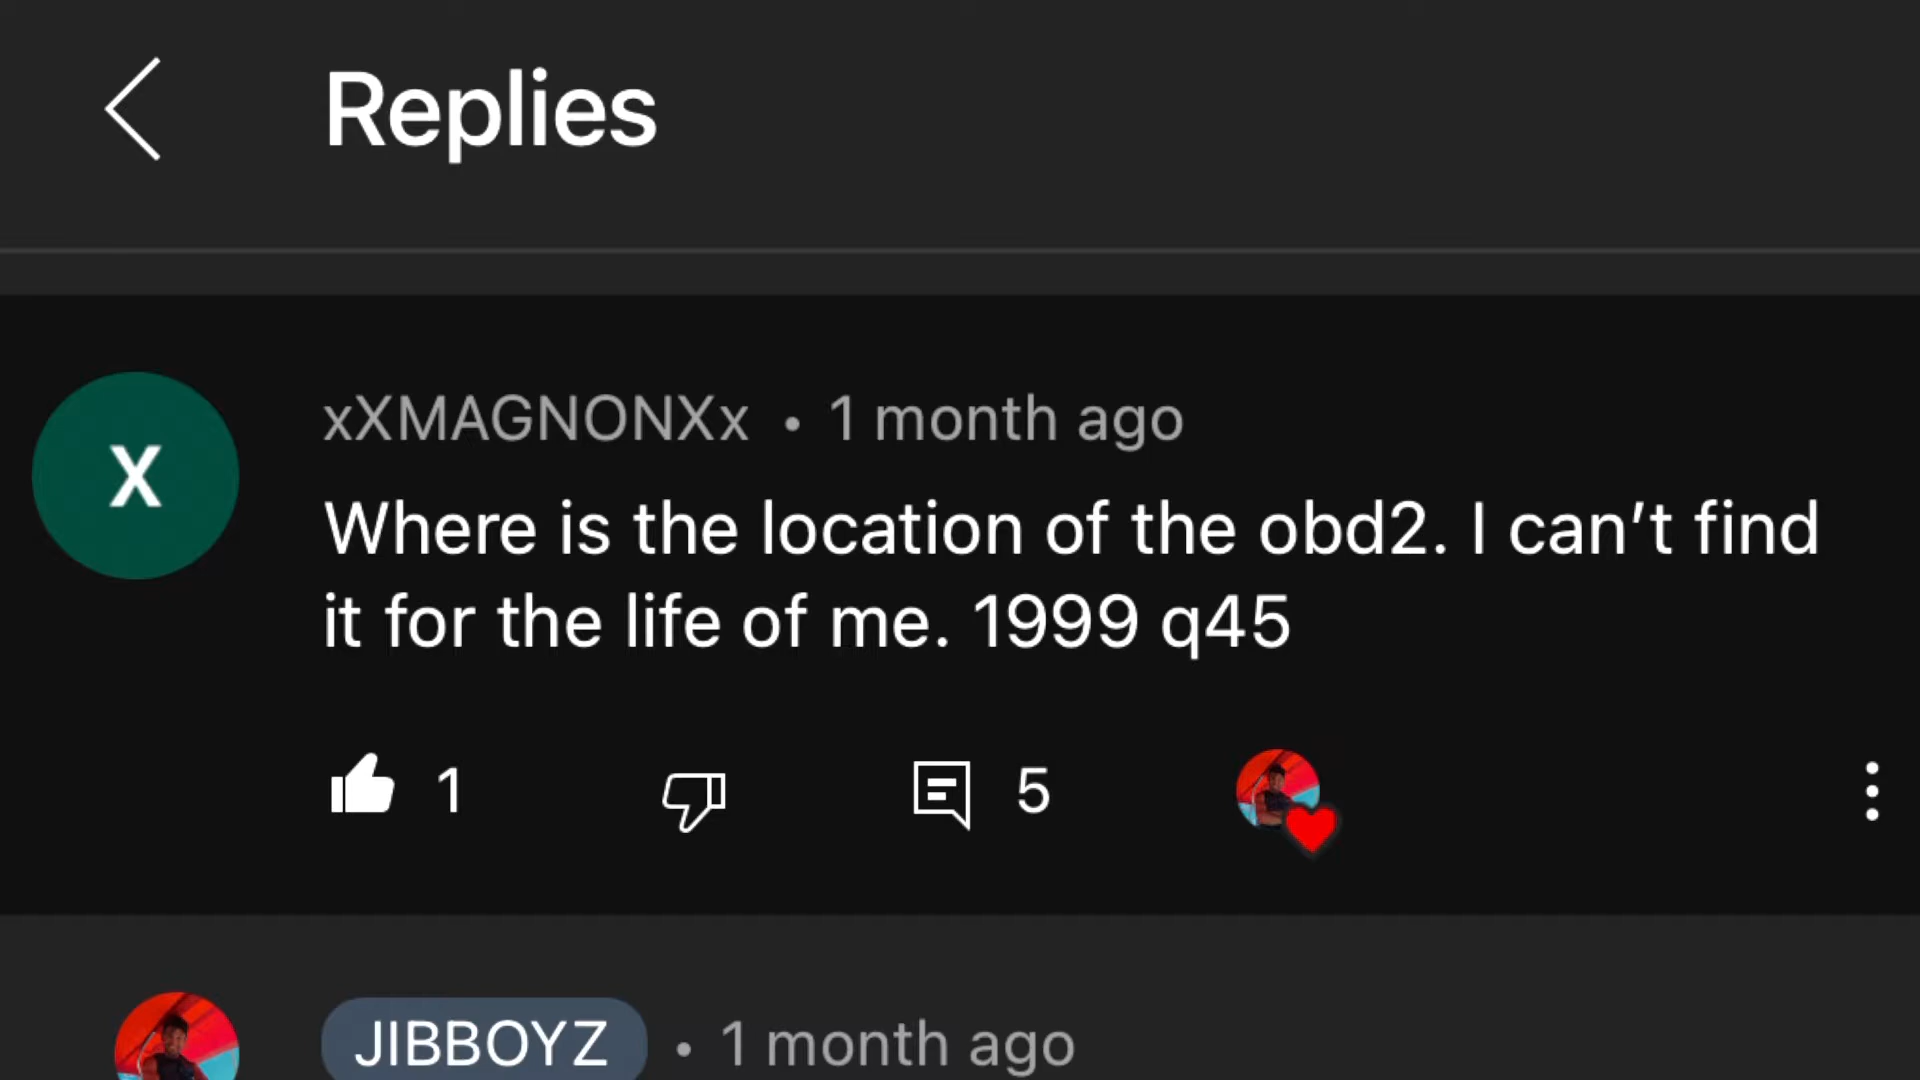 Replies
X
xXMAGNONXx • 1 month ago
Where is the location of the obd2. I can’t find
it for the life of me. 1999 q45
1
5
JIBBOYZ • 1 month ago